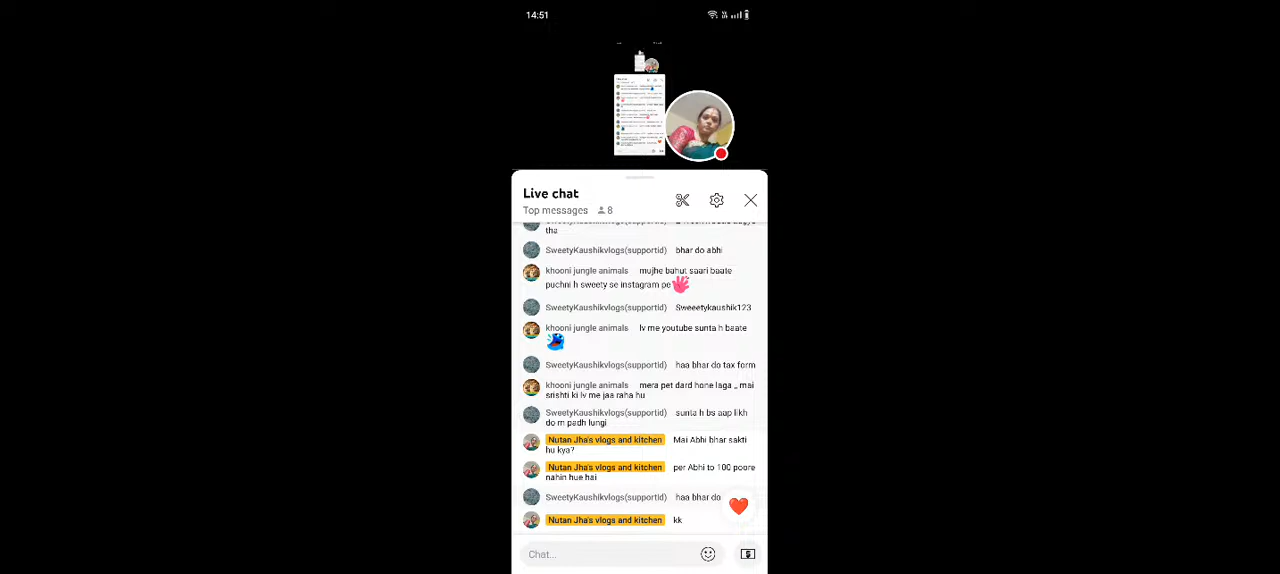 14:51
Live chat
Top messages 8
tha
SweetyKaushikvlogs(supportid) bhar do abhi
khooni jungle animals mujhe bahut saari baate
puchni h sweety se instagram pe
SweetyKaushikvlogs(supportid) Sweeetykaushik123
khooni jungle animals lv me youtube sunta h baate
SweetyKaushikvlogs(supportid) haa bhar do tax form
khooni jungle animals mera pet dard hone laga ,, mai
srishti ki lv me jaa raha hu
SweetyKaushikvlogs(supportid) sunta h bs aap likh
do m padh lungi
Nutan Jha's vlogs and kitchen Mai Abhi bhar sakti
hu kya?
Nutan Jha's vlogs and kitchen per Abhi to 100 poore
nahin hue hai
SweetyKaushikvlogs(supportid) haa bhar do
Nutan Jha's vlogs and kitchen kk
Chat...